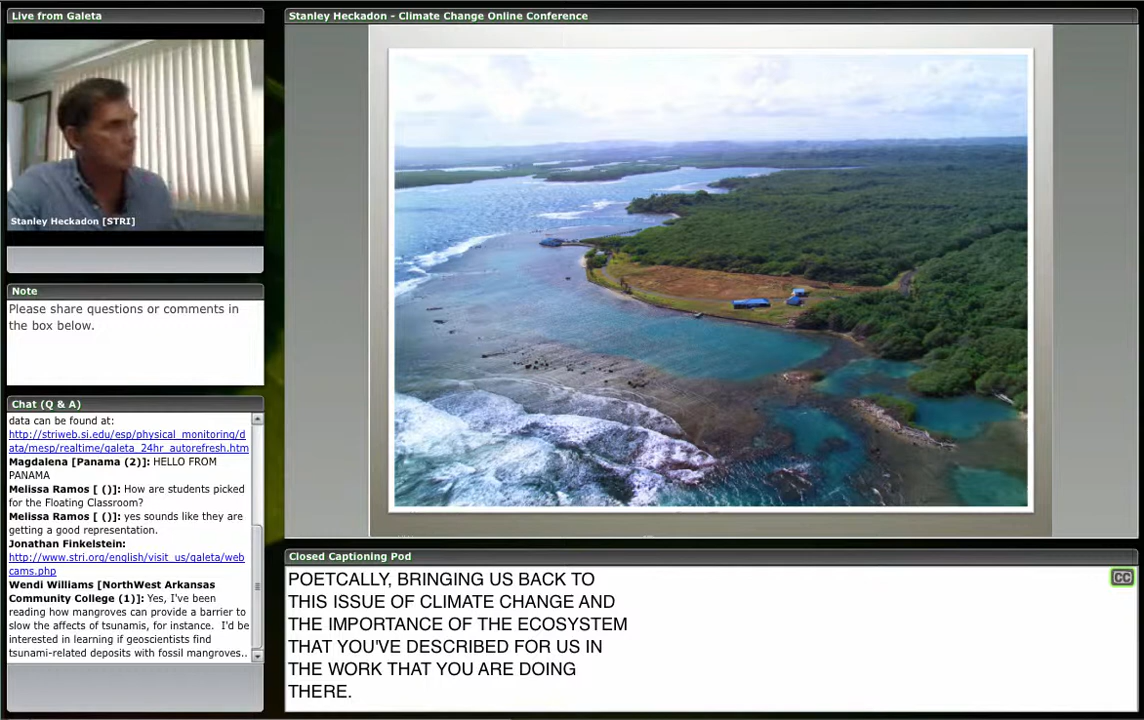 Live from Galeta
Stanley Heckadon [STRI]
Note
Please share questions or comments in
the box below.
Chat (Q & A)
data can be found at:
http://striweb.si.edu/esp/physical_monitoring/d
ata/mesp/realtime/galeta_24hr_autorefresh.htm
Magdalena [Panama (2)]: HELLO FROM
PANAMA
Melissa Ramos [ ()]: How are students picked
for the Floating Classroom?
Melissa Ramos [ ()]: yes sounds like they are
getting a good representation.
Jonathan Finkelstein:
http://www.stri.org/english/visit_us/galeta/web
cams.php
Wendi Williams [NorthWest Arkansas
Community College (1)]: Yes, I've been
reading how mangroves can provide a barrier to
slow the affects of tsunamis, for instance.  I'd be
interested in learning if geoscientists find
tsunami-related deposits with fossil mangroves..
Stanley Heckadon - Climate Change Online Conference
Closed Captioning Pod
CC
POETCALLY, BRINGING US BACK TO
THIS ISSUE OF CLIMATE CHANGE AND
THE IMPORTANCE OF THE ECOSYSTEM
THAT YOU'VE DESCRIBED FOR US IN
THE WORK THAT YOU ARE DOING
THERE.